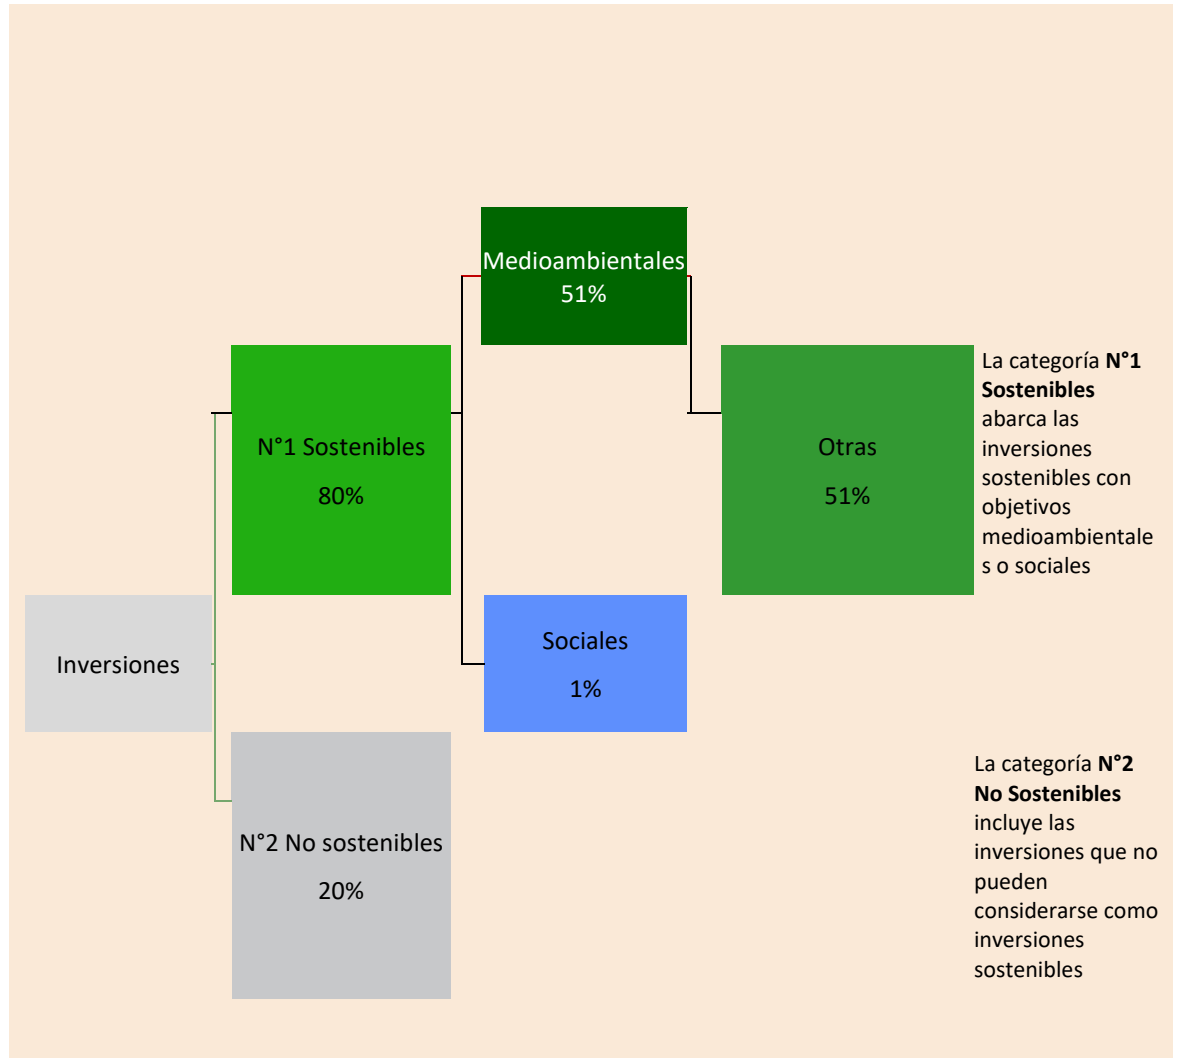 Medioambientales
51%
N°1 Sostenibles
80%
Otras
51%
La categoría N°1
Sostenibles
abarca las
inversiones
sostenibles con
objetivos
medioambientale
s o sociales
Inversiones
Sociales
1%
N°2 No sostenibles
20%
La categoría N°2
No Sostenibles
incluye las
inversiones que no
pueden
considerarse como
inversiones
sostenibles